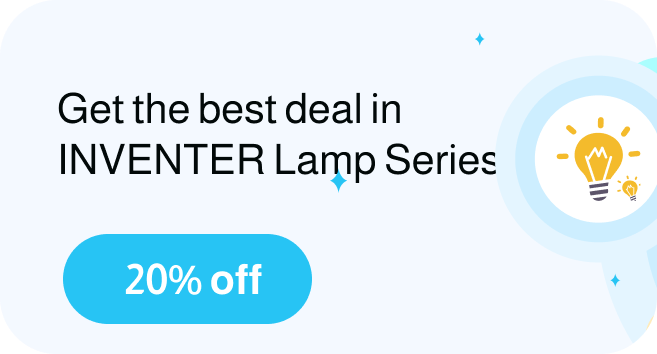 Get the best deal in
INVENTER Lamp Series
20% off